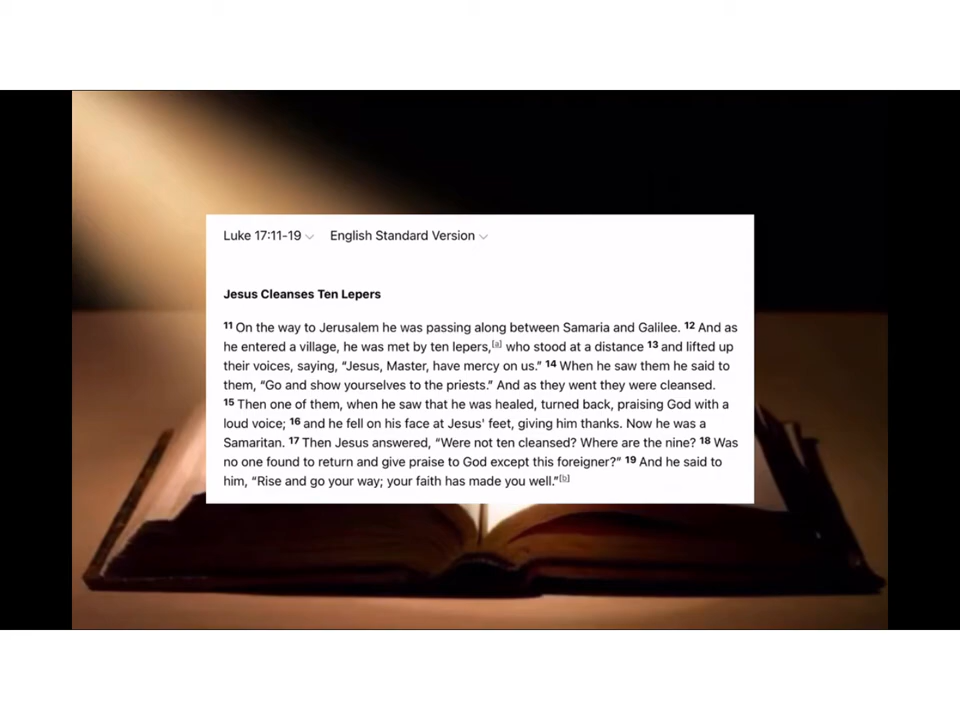 Luke 17:11-19 English Standard Version
Jesus Cleanses Ten Lepers
11 On the way to Jerusalem he was passing along between Samaria and Galilee. 12 And as
he entered a village, he was met by ten lepers,[a] who stood at a distance 13 and lifted up
their voices, saying, “Jesus, Master, have mercy on us.” 14 When he saw them he said to
them, “Go and show yourselves to the priests.” And as they went they were cleansed.
15 Then one of them, when he saw that he was healed, turned back, praising God with a
loud voice; 16 and he fell on his face at Jesus' feet, giving him thanks. Now he was a
Samaritan. 17 Then Jesus answered, “Were not ten cleansed? Where are the nine? 18 Was
no one found to return and give praise to God except this foreigner?” 19 And he said to
him, “Rise and go your way; your faith has made you well.”[b]